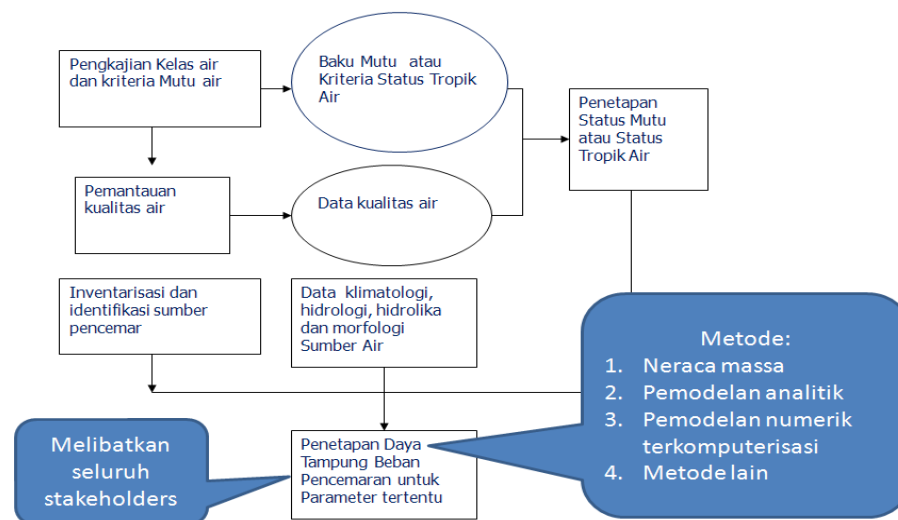 Pengkajian Kelas air
dan kriteria Mutu air
Baku Mutu atau
Kriteria Status Tropik
Air
Penetapan
Status Mutu
atau Status
Tropik Air
Pemantauan
kualitas air
Data kualitas air
Inventarisasi dan
identifikasi sumber
pencemar
Data klimatologi,
hidrologi, hidrolika
dan morfologi
Sumber Air
Metode:
1. Neraca massa
2. Pemodelan analitik
3. Pemodelan numerik
terkomputerisasi
4. Metode lain
Melibatkan
seluruh
stakeholders
Penetapan Daya
Tampung Beban
Pencemaran untuk
Parameter tertentu